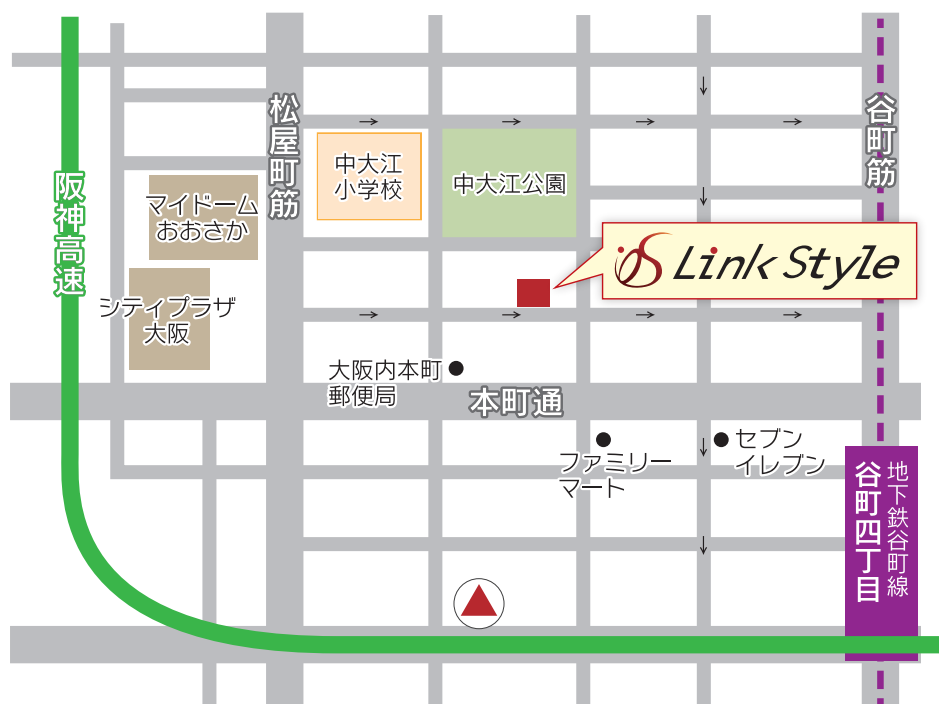 松屋町筋
谷町筋
阪神高速
中大江
小学校
中大江公園
マイドーム
おおさか
Link Style
シティプラザ
大阪
大阪内本町
郵便局
本町通
セブン
イレブン
ファミリー
マート
地下鉄谷町線
谷町四丁目